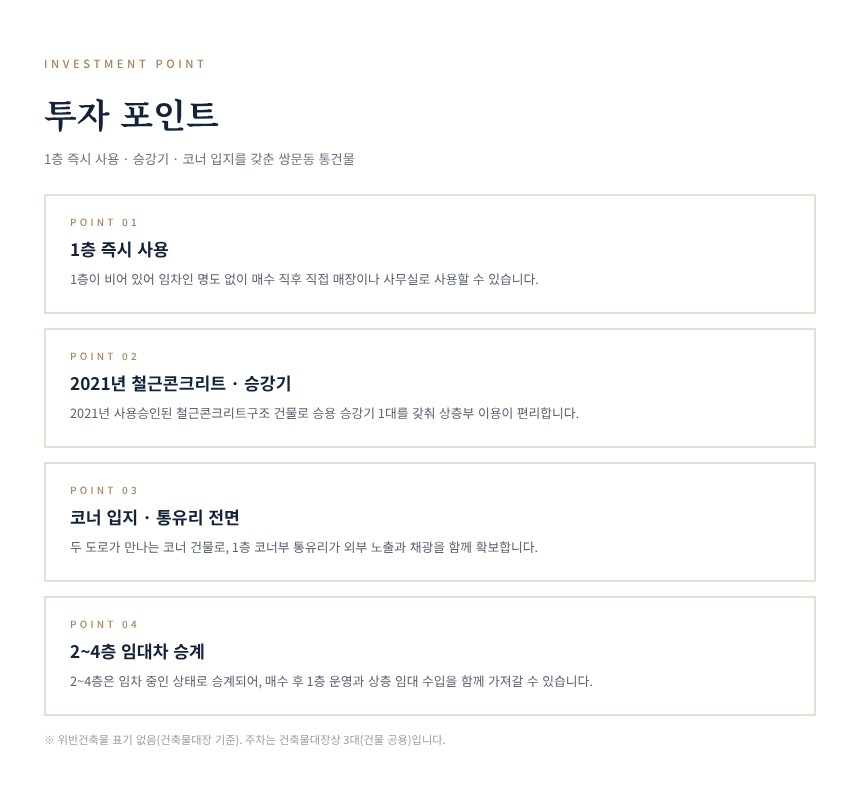 INVESTMENT POINT
투자 포인트
1층 즉시 사용 · 승강기 · 코너 입지를 갖춘 쌍문동 통건물
POINT 01
1층 즉시 사용
1층이 비어 있어 임차인 명도 없이 매수 직후 직접 매장이나 사무실로 사용할 수 있습니다.
POINT 02
2021년 철근콘크리트 · 승강기
2021년 사용승인된 철근콘크리트구조 건물로 승용 승강기 1대를 갖춰 상층부 이용이 편리합니다.
POINT 03
코너 입지 · 통유리 전면
두 도로가 만나는 코너 건물로, 1층 코너부 통유리가 외부 노출과 채광을 함께 확보합니다.
POINT 04
2~4층 임대차 승계
2~4층은 임차 중인 상태로 승계되어, 매수 후 1층 운영과 상층 임대 수입을 함께 가져갈 수 있습니다.
※ 위반건축물 표기 없음(건축물대장 기준). 주차는 건축물대장상 3대(건물 공용)입니다.